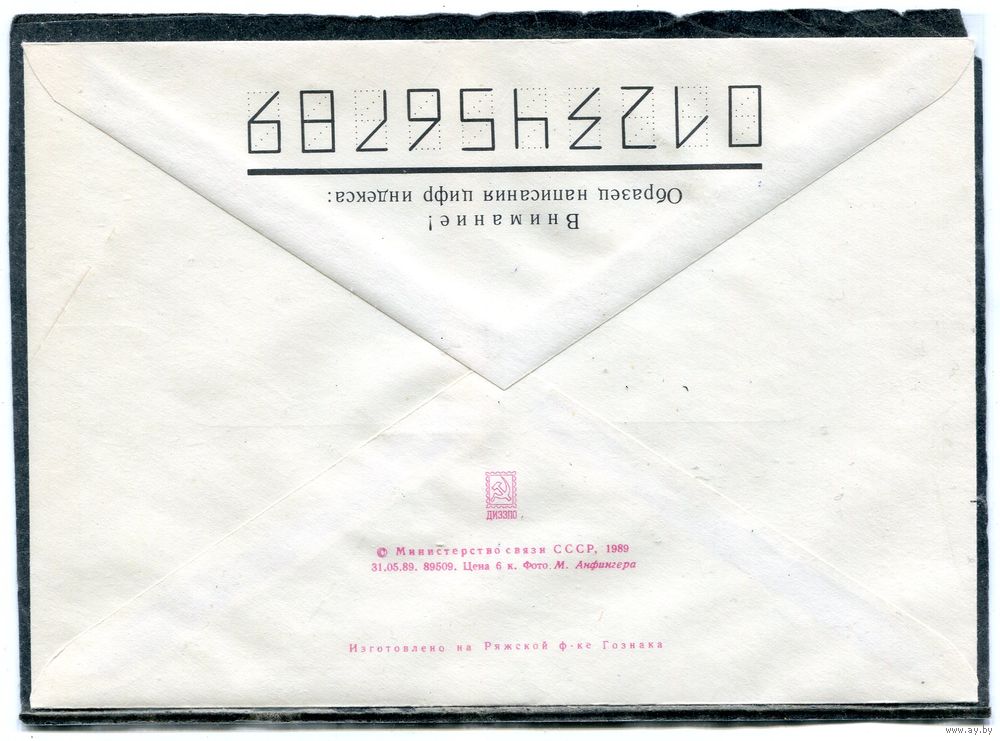 Внимание!
Образец написания цифр индекса:
0123456789
ДИЭЗПО
© Министерство связи СССР, 1989
31.05.89. 89509. Цена 6 к. Фото М. Анфингера
Изготовлено на Ряжской ф-ке Гознака
www.ay.by